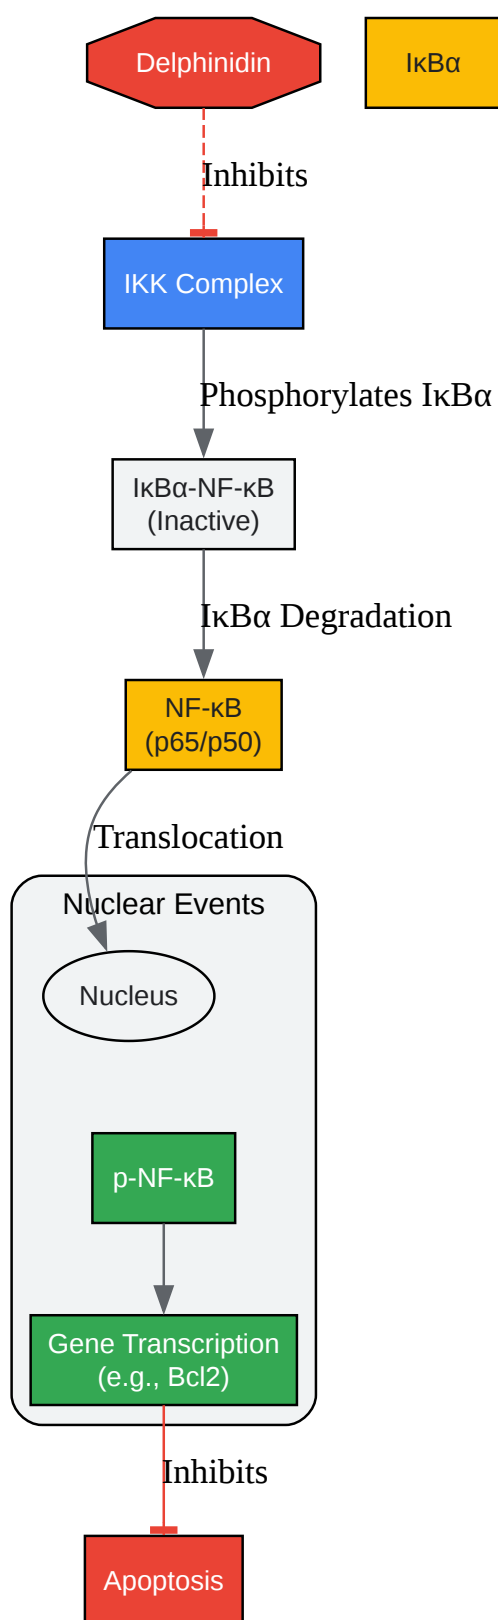 Delphinidin
IκBα
Inhibits
IKK Complex
Phosphorylates IκBα
IκBα-NF-κB
(Inactive)
IκBα Degradation
NF-κB
(p65/p50)
Translocation
Nuclear Events
Nucleus
p-NF-κB
Gene Transcription
(e.g., Bcl2)
Inhibits
Apoptosis